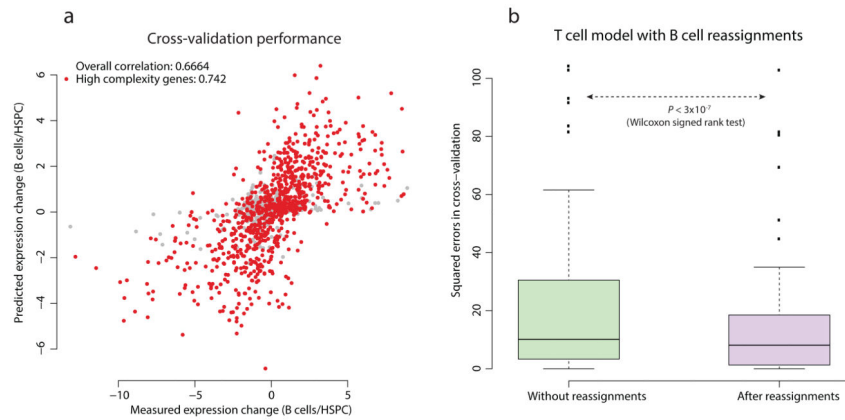 a
Cross-validation performance
Overall correlation: 0.6664
High complexity genes: 0.742
Predicted expression change (B cells/HSPC)
6
4
2
0
−2
−4
−6
−10
−5
0
5
Measured expression change (B cells/HSPC)
b
T cell model with B cell reassignments
P < 3x10⁻⁷
(Wilcoxon signed rank test)
Squared errors in cross-validation
100
80
60
40
20
0
Without reassignments
After reassignments